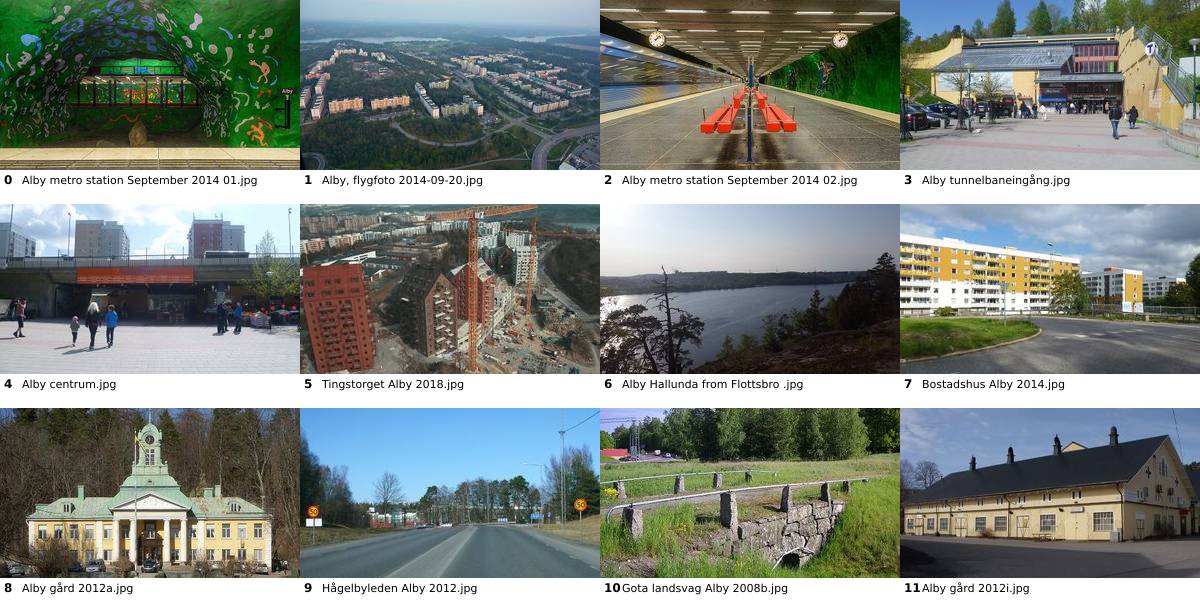 Alby
0 Alby metro station September 2014 01.jpg
1 Alby, flygfoto 2014-09-20.jpg
2 Alby metro station September 2014 02.jpg
T
3 Alby tunnelbaneingång.jpg
4 Alby centrum.jpg
5 Tingstorget Alby 2018.jpg
6 Alby Hallunda from Flottsbro .jpg
7 Bostadshus Alby 2014.jpg
8 Alby gård 2012a.jpg
9 Hågelbyleden Alby 2012.jpg
10 Gota landsvag Alby 2008b.jpg
11 Alby gård 2012i.jpg